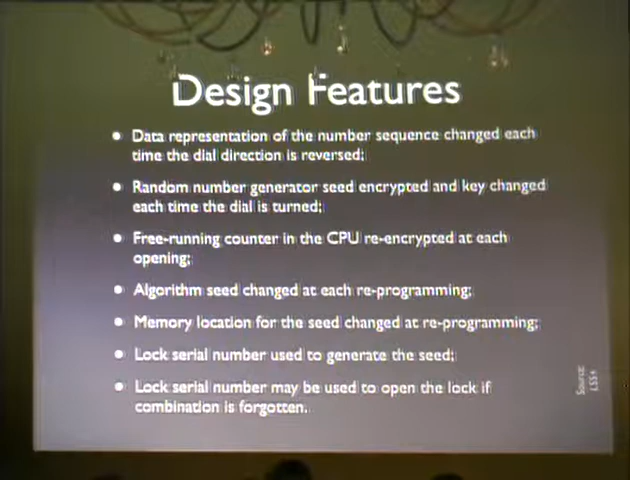 Design Features
• Data representation of the number sequence changed each
time the dial direction is reversed;
• Random number generator seed encrypted and key changed
each time the dial is turned;
• Free-running counter in the CPU re-encrypted at each
opening;
• Algorithm seed changed at each re-programming;
• Memory location for the seed changed at re-programming;
• Lock serial number used to generate the seed;
• Lock serial number may be used to open the lock if
combination is forgotten.
Source:
LSS+